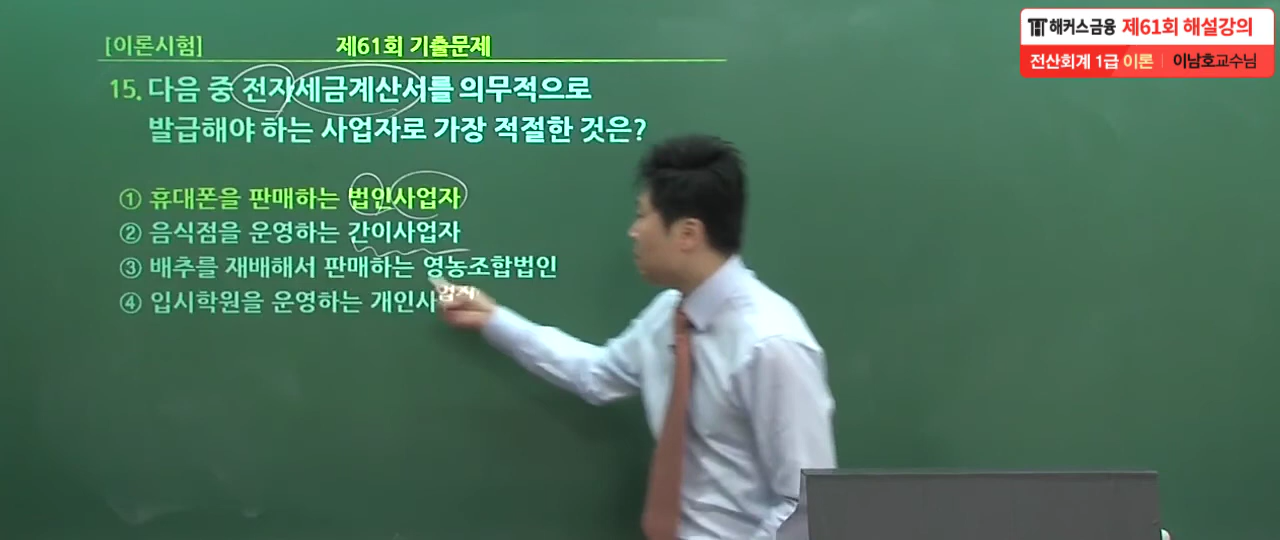 해커스금융 제61회 해설강의
전산회계 1급 이론 | 이남호교수님
[이론시험] 제61회 기출문제
15. 다음 중 전자세금계산서를 의무적으로
발급해야 하는 사업자로 가장 적절한 것은?
① 휴대폰을 판매하는 법인사업자
② 음식점을 운영하는 간이사업자
③ 배추를 재배해서 판매하는 영농조합법인
④ 입시학원을 운영하는 개인사업자